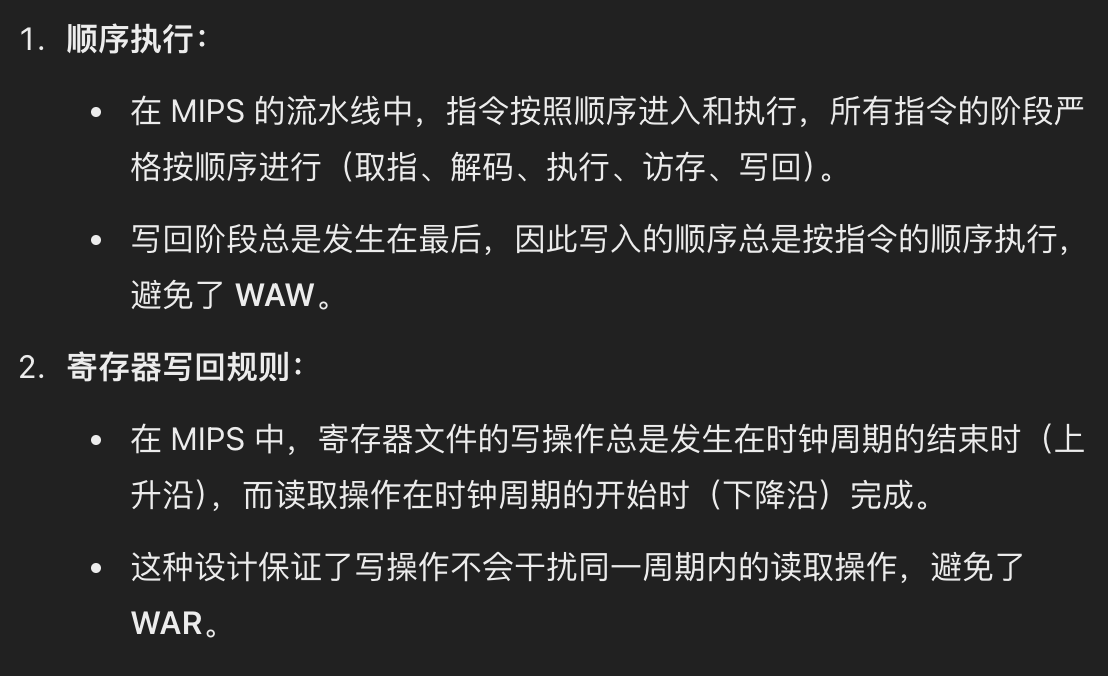 1. 顺序执行：
• 在 MIPS 的流水线中，指令按照顺序进入和执行，所有指令的阶段严
格按顺序进行（取指、解码、执行、访存、写回）。
• 写回阶段总是发生在最后，因此写入的顺序总是按指令的顺序执行，
避免了 WAW。
2. 寄存器写回规则：
• 在 MIPS 中，寄存器文件的写操作总是发生在时钟周期的结束时（上
升沿），而读取操作在时钟周期的开始时（下降沿）完成。
• 这种设计保证了写操作不会干扰同一周期内的读取操作，避免了
WAR。